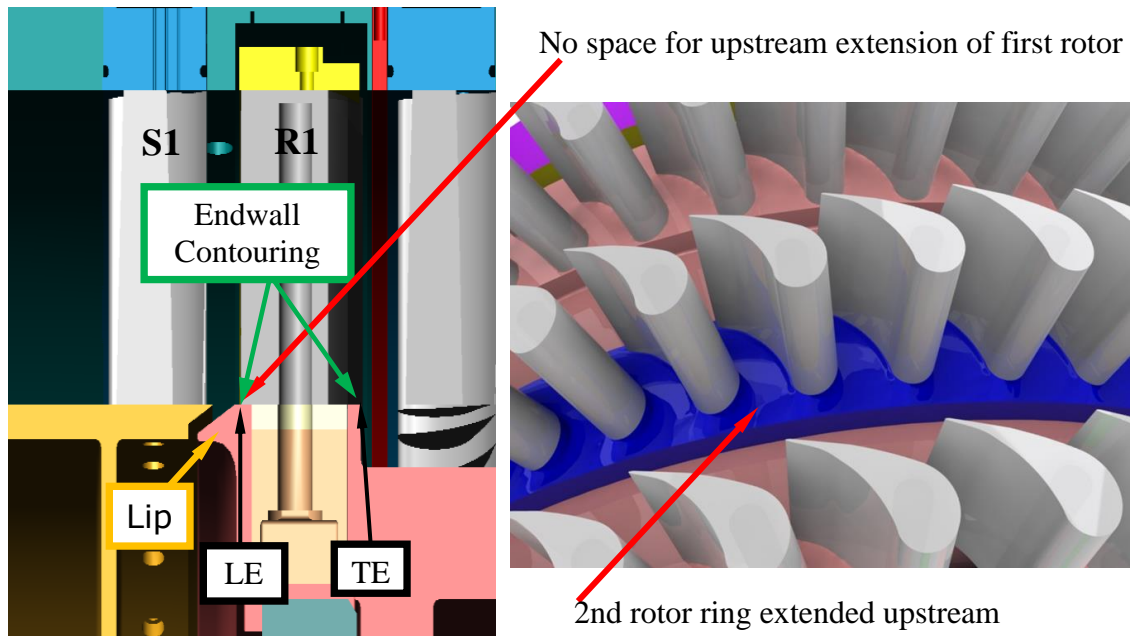 No space for upstream extension of first rotor
S1
R1
Endwall
Contouring
Lip
LE
TE
2nd rotor ring extended upstream